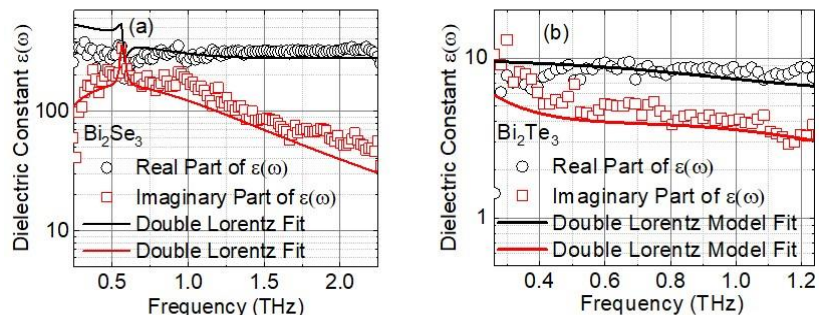 (a)
Dielectric Constant ε(ω)
100
10
Bi₂Se₃
Real Part of ε(ω)
Imaginary Part of ε(ω)
Double Lorentz Fit
Double Lorentz Fit
0.5 1.0 1.5 2.0
Frequency (THz)
(b)
Dielectric Constant ε(ω)
10
1
Bi₂Te₃
Real Part of ε(ω)
Imaginary Part of ε(ω)
Double Lorentz Model Fit
Double Lorentz Model Fit
0.4 0.6 0.8 1.0 1.2
Frequency (THz)